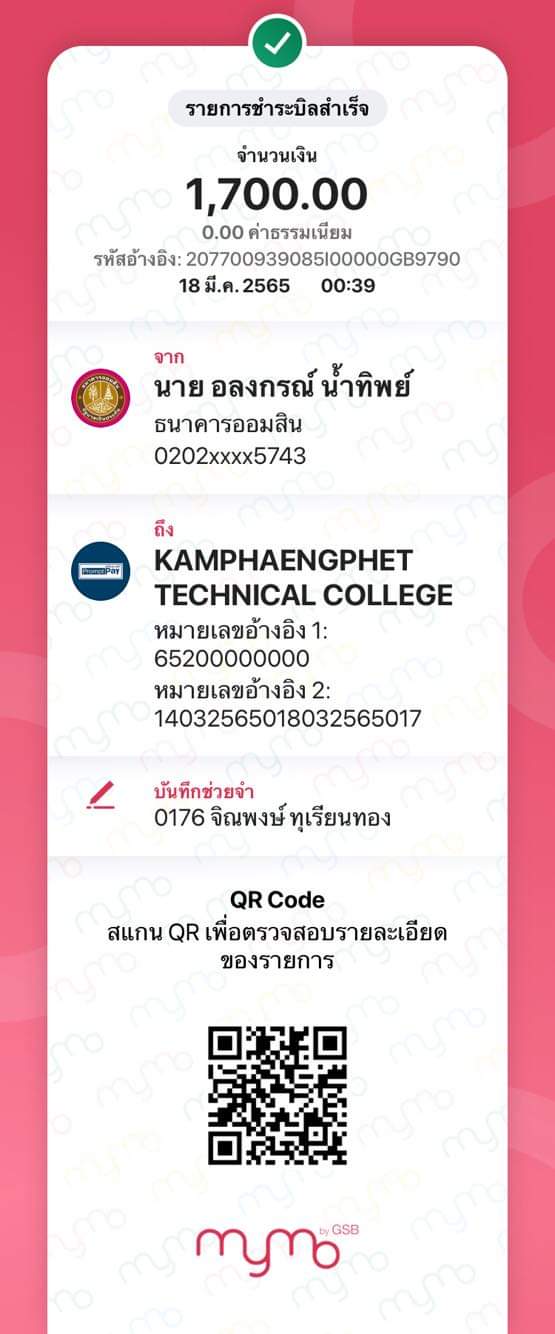 รายการชำระบิลสำเร็จ
จำนวนเงิน
1,700.00
0.00 ค่าธรรมเนียม
รหัสอ้างอิง: 207700939085I00000GB9790
18 มี.ค. 2565 00:39
จาก
นาย อลงกรณ์ น้ำทิพย์
ธนาคารออมสิน
0202xxxx5743
PromptPay
ถึง
KAMPHAENGPHET
TECHNICAL COLLEGE
หมายเลขอ้างอิง 1:
65200000000
หมายเลขอ้างอิง 2:
14032565018032565017
บันทึกช่วยจำ
0176 จิณพงษ์ ทุเรียนทอง
QR Code
สแกน QR เพื่อตรวจสอบรายละเอียด
ของรายการ
mymo by GSB